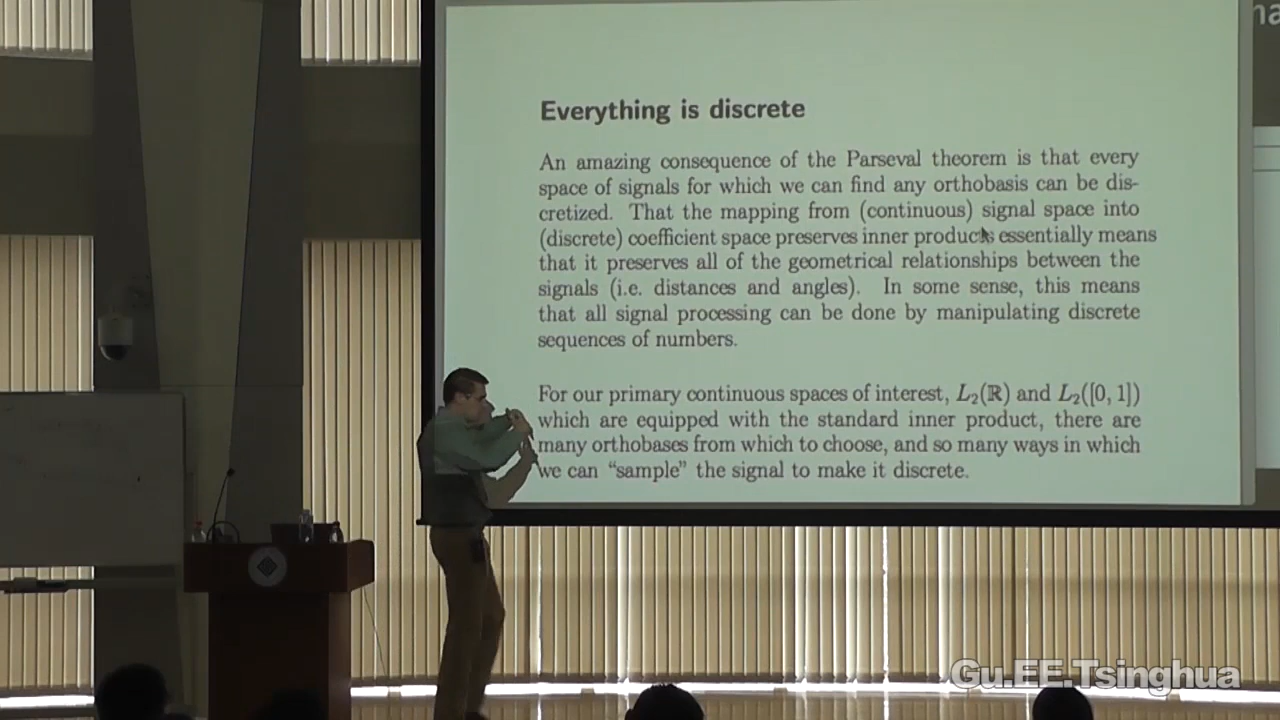 Everything is discrete
An amazing consequence of the Parseval theorem is that every
space of signals for which we can find any orthobasis can be dis-
cretized. That the mapping from (continuous) signal space into
(discrete) coefficient space preserves inner products essentially means
that it preserves all of the geometrical relationships between the
signals (i.e. distances and angles). In some sense, this means
that all signal processing can be done by manipulating discrete
sequences of numbers.
For our primary continuous spaces of interest, L₂(ℝ) and L₂([0, 1])
which are equipped with the standard inner product, there are
many orthobases from which to choose, and so many ways in which
we can “sample” the signal to make it discrete.
Gu.EE.Tsinghua